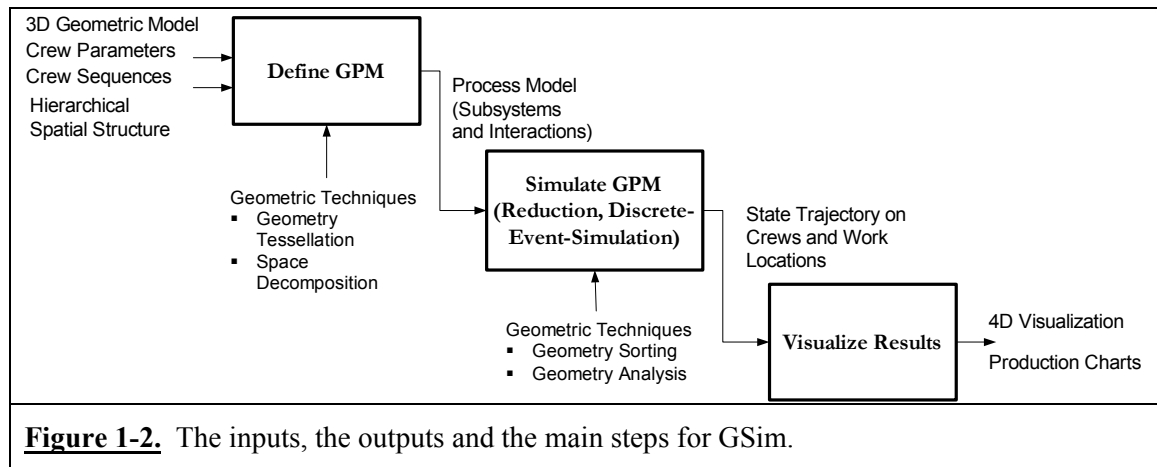 3D Geometric Model
Crew Parameters
Crew Sequences
Hierarchical
Spatial Structure
Define GPM
Process Model
(Subsystems
and Interactions)
Geometric Techniques
▪ Geometry
Tessellation
▪ Space
Decomposition
Simulate GPM
(Reduction, Discrete-
Event-Simulation)
State Trajectory on
Crews and Work
Locations
Geometric Techniques
▪ Geometry Sorting
▪ Geometry Analysis
Visualize Results
4D Visualization
Production Charts
Figure 1-2. The inputs, the outputs and the main steps for GSim.